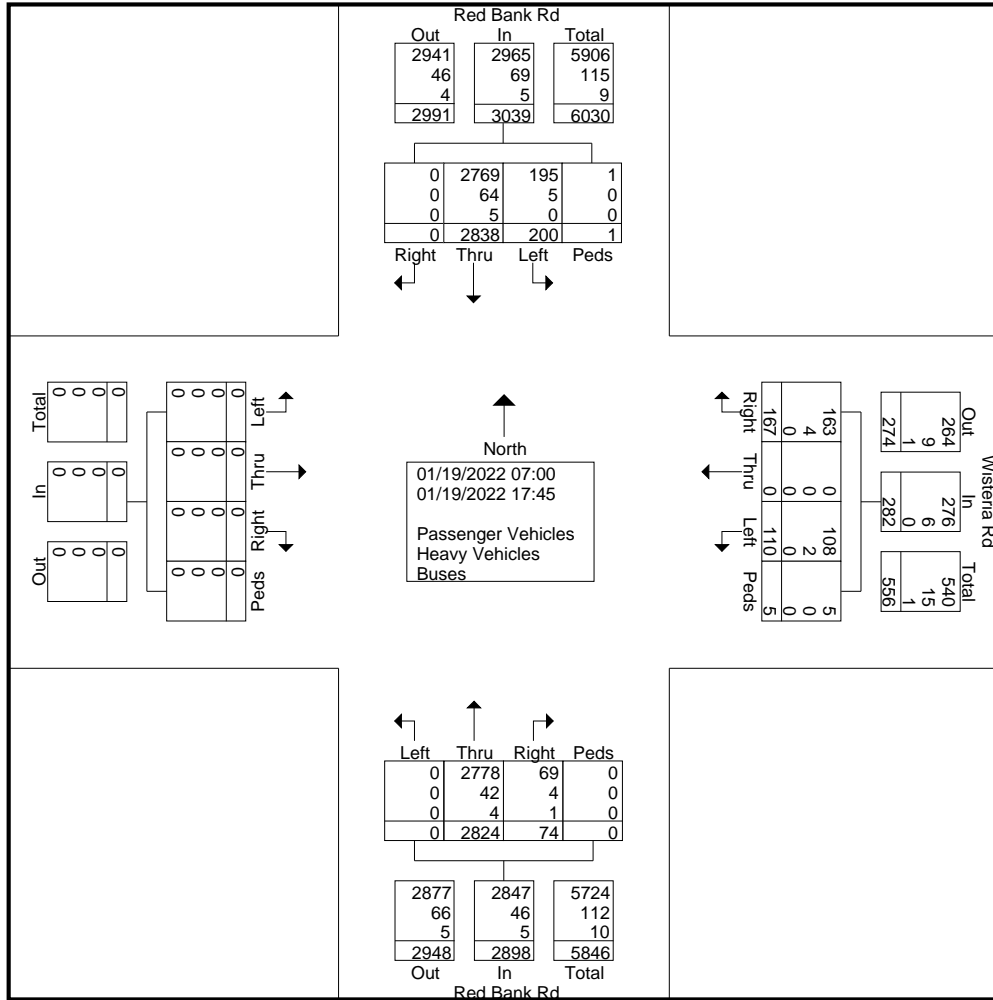 Red Bank Rd
Out In Total
2941 2965 5906
46 69 115
4 5 9
2991 3039 6030
0 2769 195 1
0 64 5 0
0 5 0 0
0 2838 200 1
Right Thru Left Peds
Total
0 0 0 0
In
0 0 0 0
Out
0 0 0 0
Left
0 0 0 0
Thru
0 0 0 0
Right
0 0 0 0
Peds
0 0 0 0
North
01/19/2022 07:00
01/19/2022 17:45
Passenger Vehicles
Heavy Vehicles
Buses
Right Thru Left Peds
163 0 108 5
4 0 2 0
0 0 0 0
167 0 110 5
Wisteria Rd
Out In Total
264 276 540
9 6 15
1 0 1
274 282 556
Left Thru Right Peds
0 2778 69 0
0 42 4 0
0 4 1 0
0 2824 74 0
2877 2847 5724
66 46 112
5 5 10
2948 2898 5846
Out In Total
Red Bank Rd